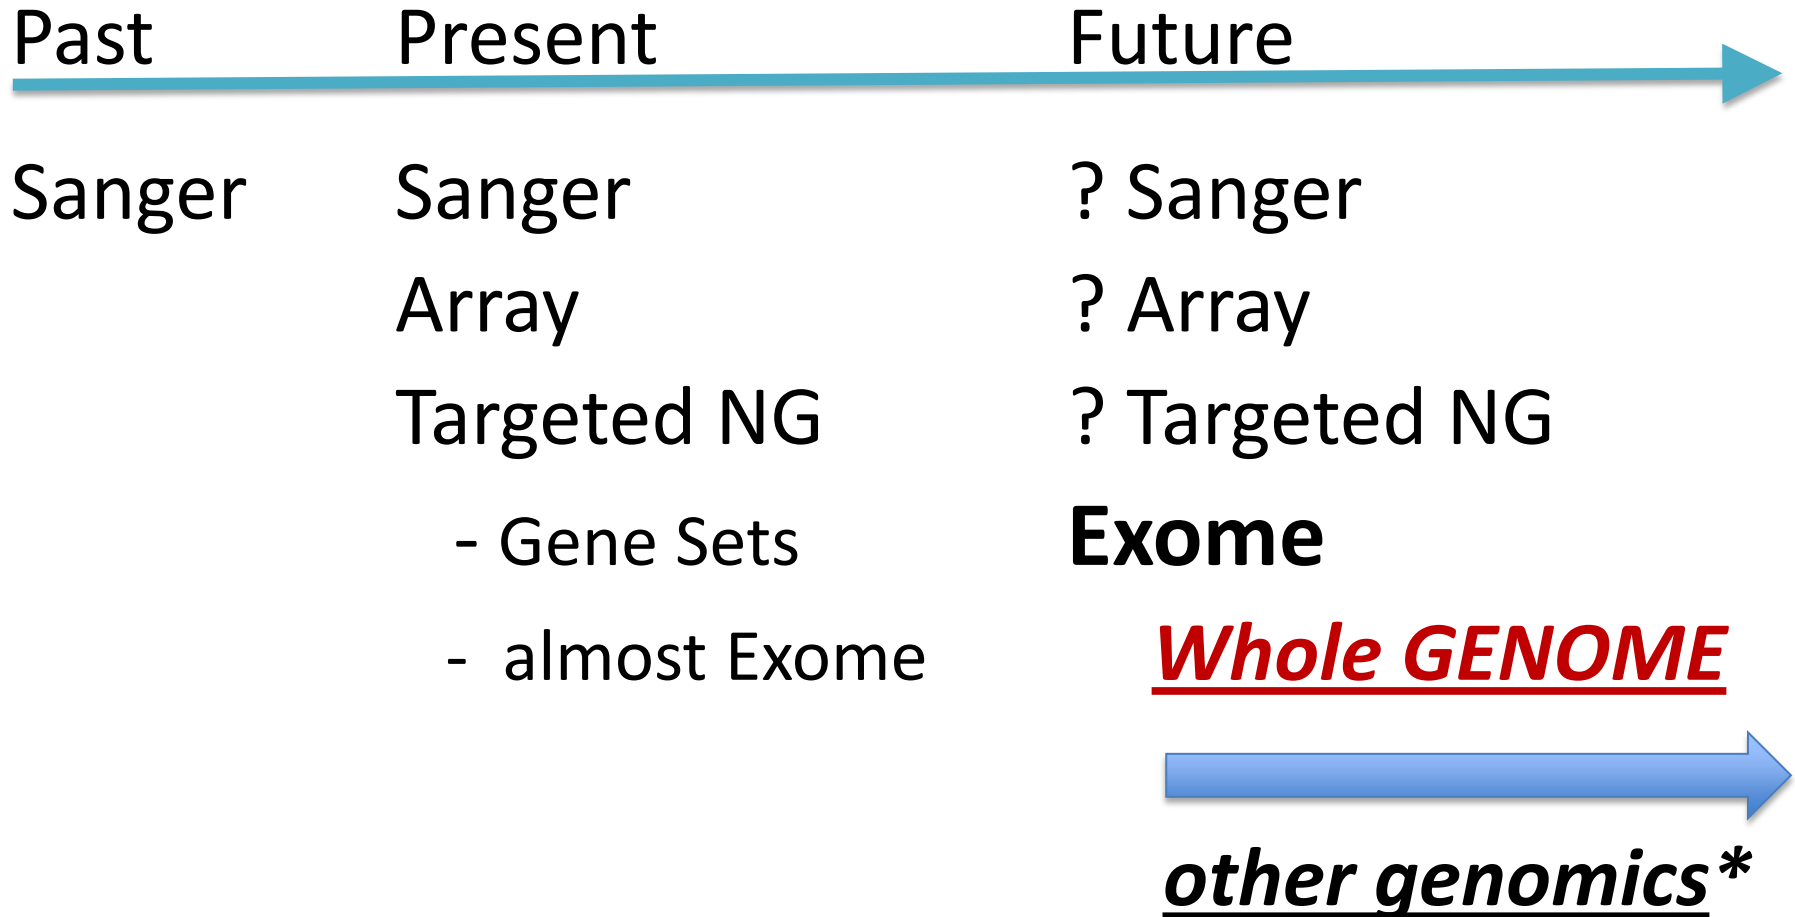 Past Present Future
Sanger Sanger ? Sanger
Array ? Array
Targeted NG ? Targeted NG
- Gene Sets Exome
- almost Exome Whole GENOME
other genomics*